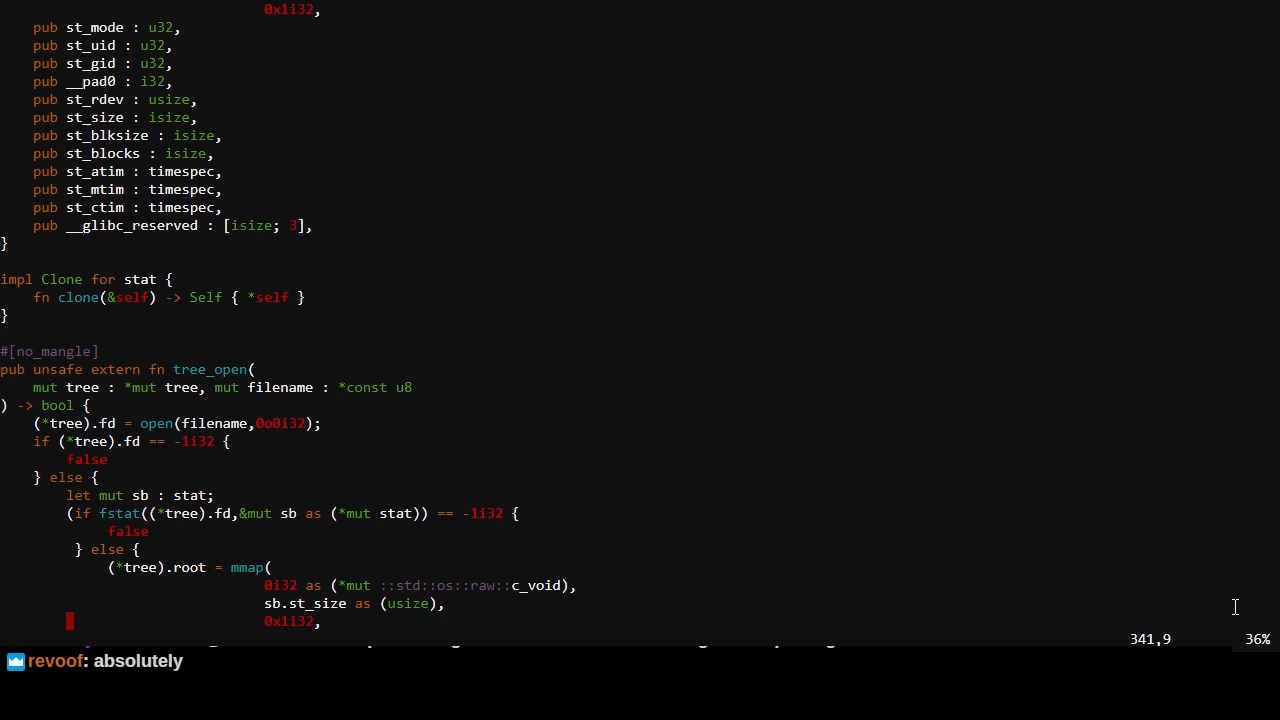 0x1i32,
    pub st_mode : u32,
    pub st_uid : u32,
    pub st_gid : u32,
    pub __pad0 : i32,
    pub st_rdev : usize,
    pub st_size : isize,
    pub st_blksize : isize,
    pub st_blocks : isize,
    pub st_atim : timespec,
    pub st_mtim : timespec,
    pub st_ctim : timespec,
    pub __glibc_reserved : [isize; 3],
}

impl Clone for stat {
    fn clone(&self) -> Self { *self }
}

#[no_mangle]
pub unsafe extern fn tree_open(
    mut tree : *mut tree, mut filename : *const u8
) -> bool {
    (*tree).fd = open(filename,0o0i32);
    if (*tree).fd == -1i32 {
        false
    } else {
        let mut sb : stat;
        (if fstat((*tree).fd,&mut sb as (*mut stat)) == -1i32 {
             false
         } else {
             (*tree).root = mmap(
                                0i32 as (*mut ::std::os::raw::c_void),
                                sb.st_size as (usize),
                                0x1i32,
341,9 36%
revoof: absolutely